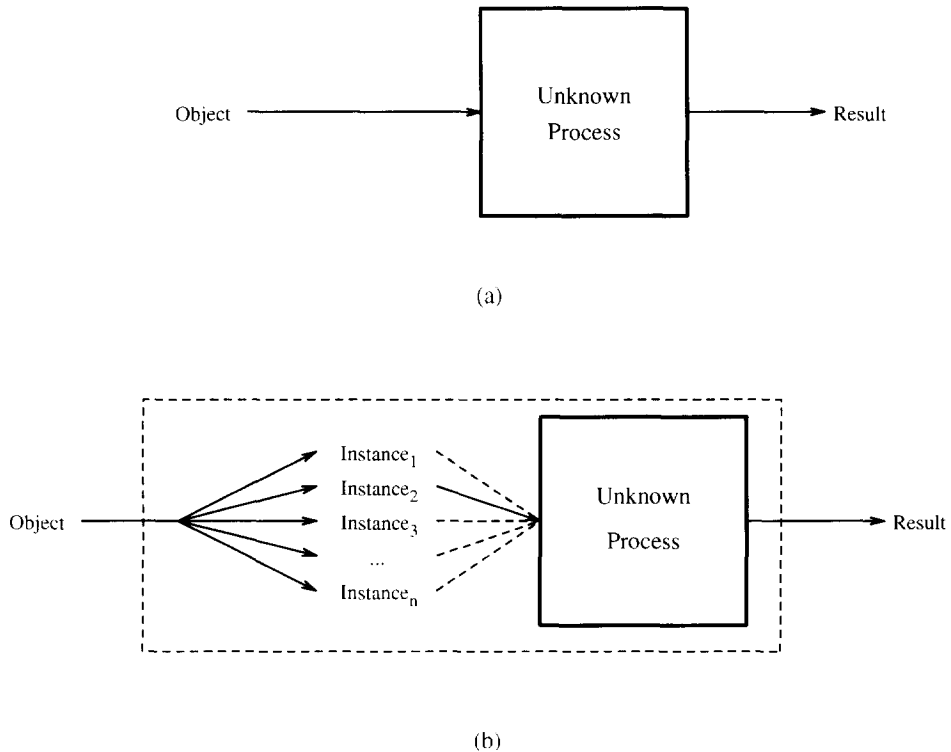 Unknown
Process
Object
Result
(a)
Instance1
Instance2
Instance3
...
Instancen
Object
Unknown
Process
Result
(b)